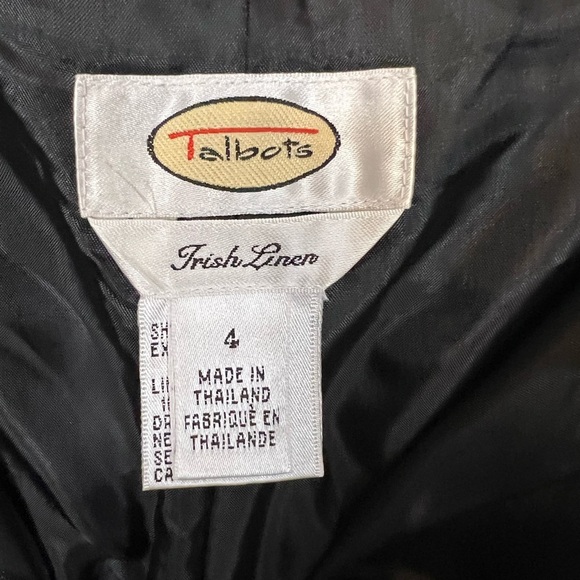 Talbots
Irish Linen
4
MADE IN
THAILAND
FABRIQUÉ EN
THAILANDE